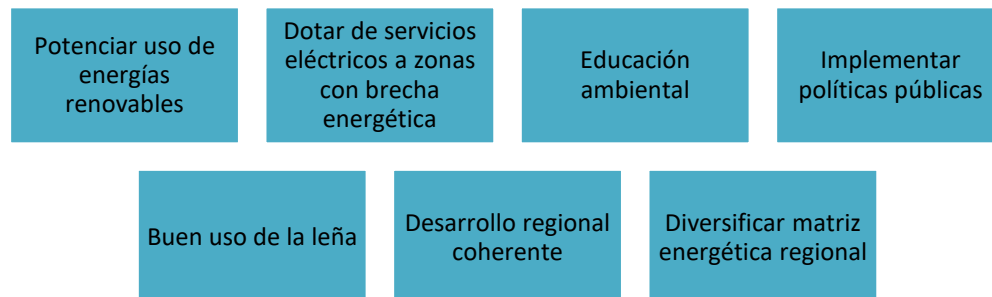 Potenciar uso de
energías
renovables
Dotar de servicios
eléctricos a zonas
con brecha
energética
Educación
ambiental
Implementar
políticas públicas
Buen uso de la leña
Desarrollo regional
coherente
Diversificar matriz
energética regional